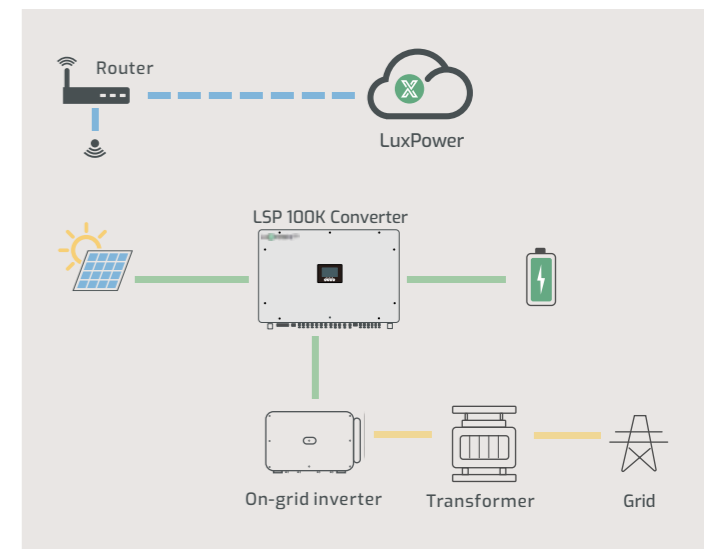 Router
LuxPower
LSP 100K Converter
On-grid inverter
Transformer
Grid